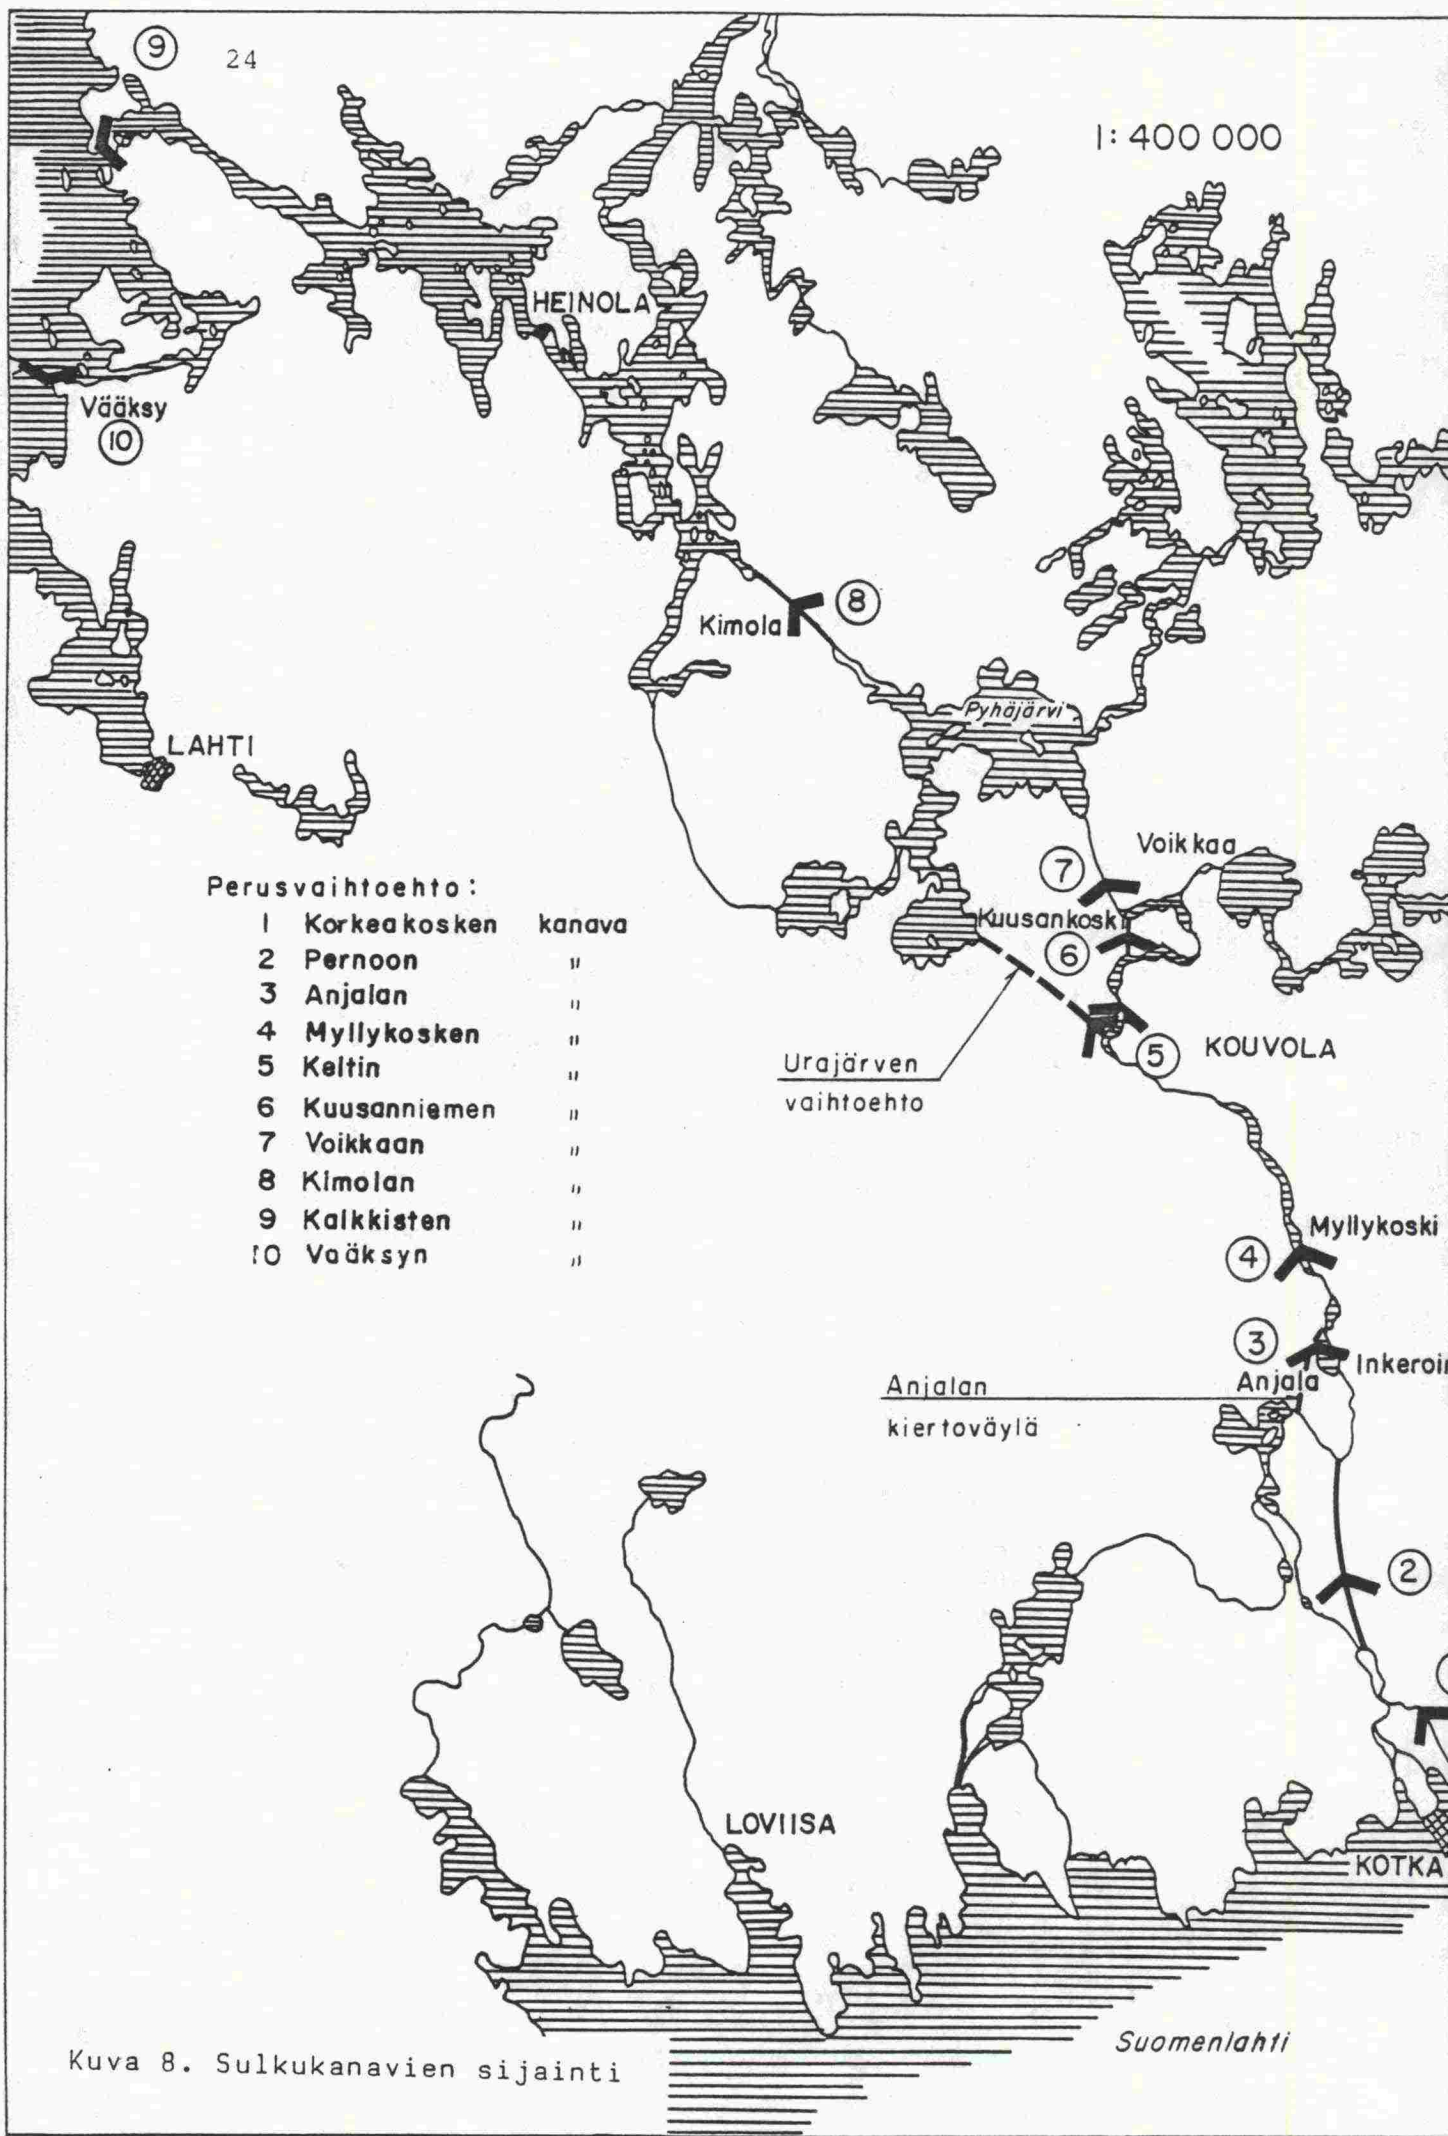 9
24
1:400 000
HEINOLA
Vääksy
10
8
Kimola
Pyhäjärvi
LAHTI
Voikkaa
7
Kuusankoski
6
Perusvaihtoehto:
1 Korkeakosken kanava
2 Pernoon "
3 Anjalan "
4 Myllykosken "
5 Keltin "
6 Kuusanniemen "
7 Voikkaan "
8 Kimolan "
9 Kalkkisten "
10 Vaäksyn "
Urajärven
vaihtoehto
5
KOUVOLA
Myllykoski
4
3
Inkeroin
Anjala
Anjalan
kiertoväylä
2
LOVIISA
KOTKA
Suomenlahti
Kuva 8. Sulkukanavien sijainti